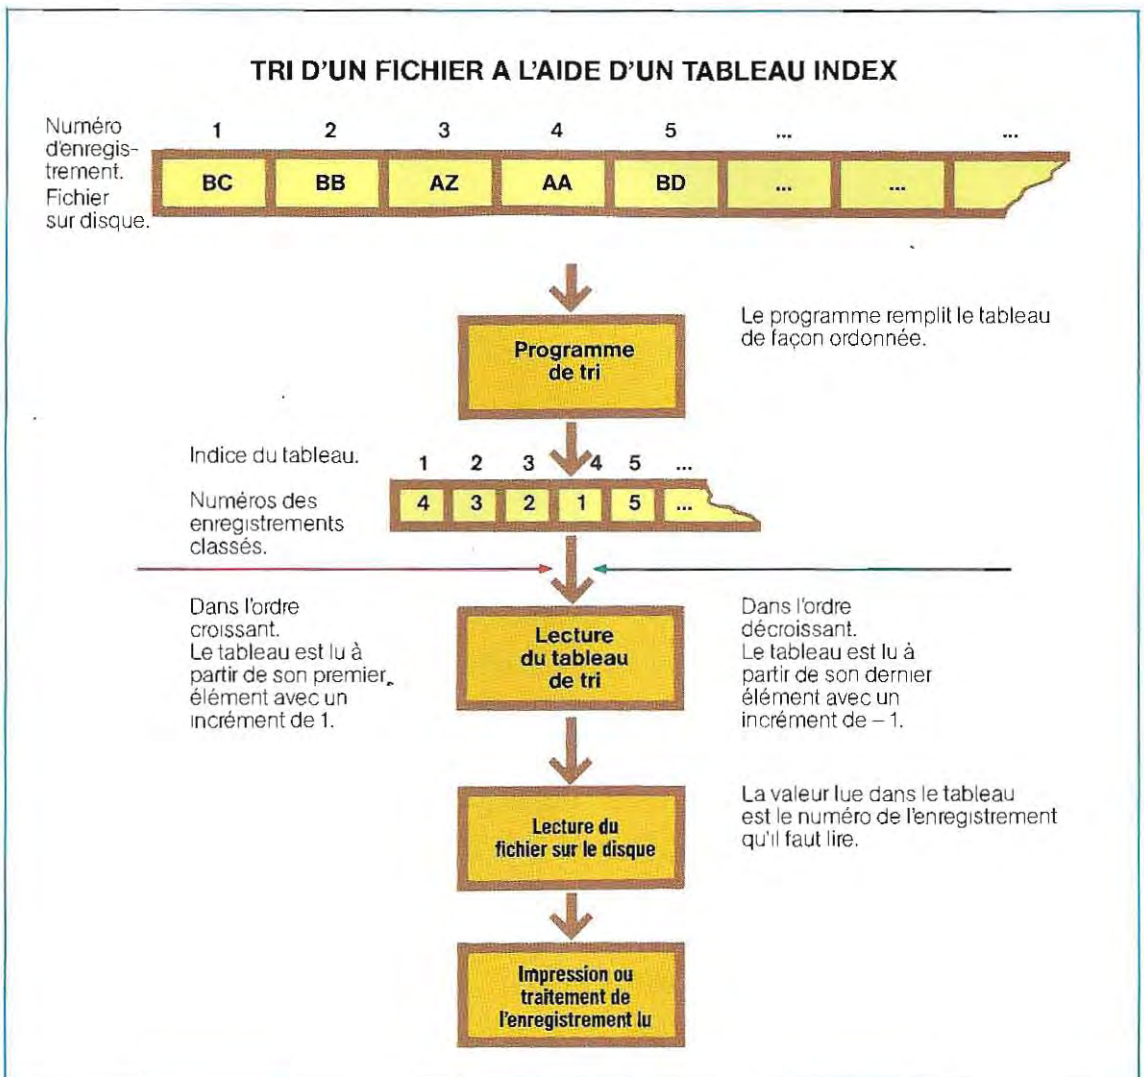 TRI D'UN FICHIER A L'AIDE D'UN TABLEAU INDEX
Numéro
d'enregis-
trement.
Fichier
sur disque.
1 2 3 4 5 ... ...
BC BB AZ AA BD ... ...
Programme
de tri
Le programme remplit le tableau
de façon ordonnée.
Indice du tableau.
1 2 3 4 5 ...
Numéros des
enregistrements
classés.
4 3 2 1 5 ...
Dans l'ordre
croissant.
Le tableau est lu à
partir de son premier
élément avec un
incrément de 1.
Lecture
du tableau
de tri
Dans l'ordre
décroissant.
Le tableau est lu à
partir de son dernier
élément avec un
incrément de – 1.
Lecture du
fichier sur le disque
La valeur lue dans le tableau
est le numéro de l'enregistrement
qu'il faut lire.
Impression ou
traitement de
l'enregistrement lu